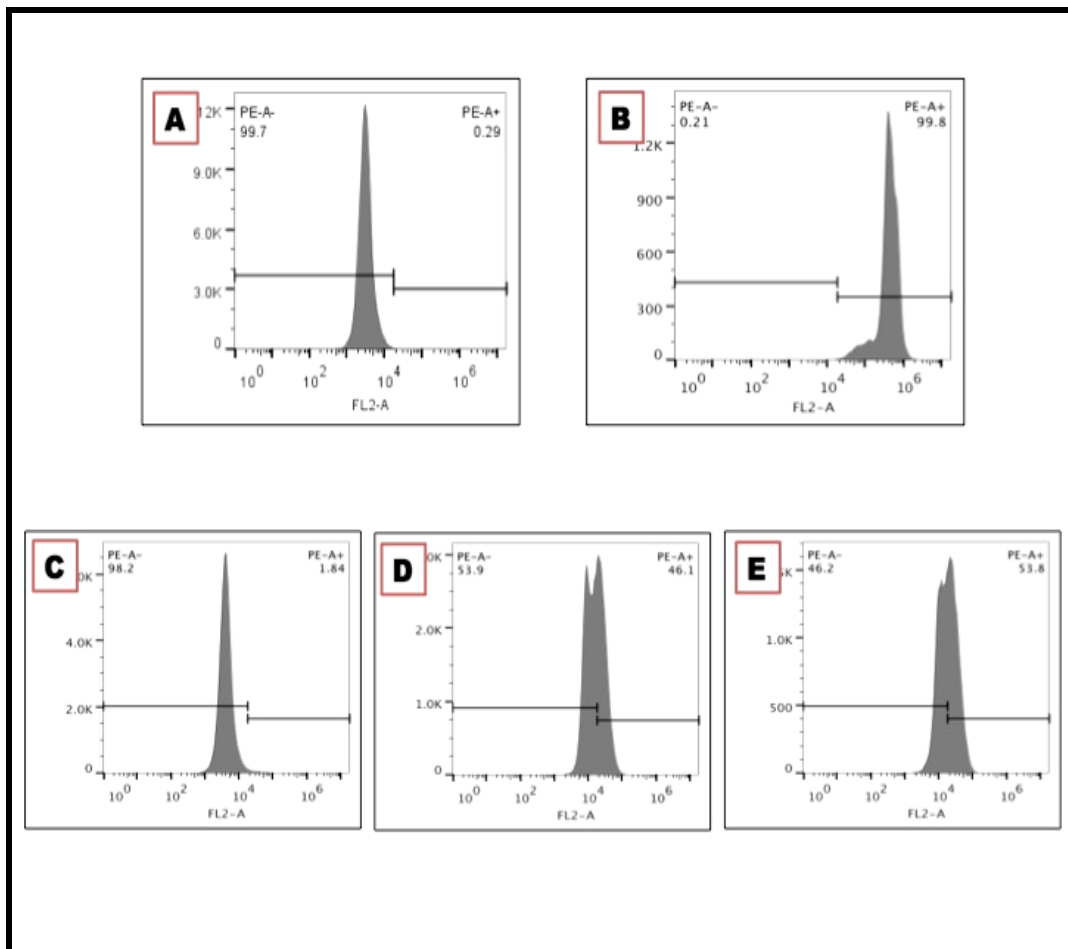 A
PE-A-
99.7
PE-A+
0.29
2K
9.0K
6.0K
3.0K
0
10^0 10^2 10^4 10^6
FL2-A
B
PE-A-
0.21
PE-A+
99.8
1.2K
900
600
300
0
10^0 10^2 10^4 10^6
FL2-A
C
PE-A-
98.2
PE-A+
1.84
0K
4.0K
2.0K
0
10^0 10^2 10^4 10^6
FL2-A
D
PE-A-
53.9
PE-A+
46.1
0K
2.0K
1.0K
0
10^0 10^2 10^4 10^6
FL2-A
E
PE-A-
46.2
PE-A+
53.8
K
1.0K
500
0
10^0 10^2 10^4 10^6
FL2-A